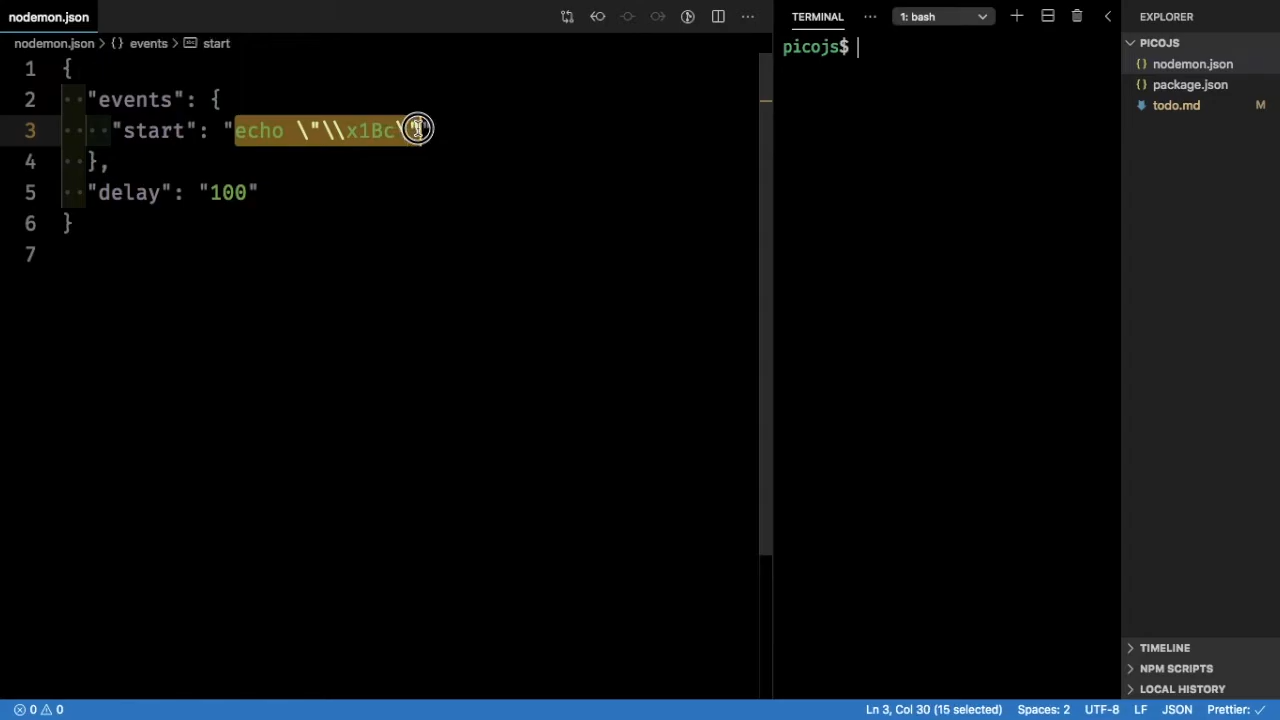 nodemon.json
nodemon.json > {} events > start
1 {
2 "events": {
3 "start": "echo \"\\x1Bc\""
4 },
5 "delay": "100"
6 }
7
TERMINAL
1: bash
picojs$
EXPLORER
PICOJS
{} nodemon.json
{} package.json
todo.md M
TIMELINE
NPM SCRIPTS
LOCAL HISTORY
0 0
Ln 3, Col 30 (15 selected) Spaces: 2 UTF-8 LF JSON Prettier: ✓